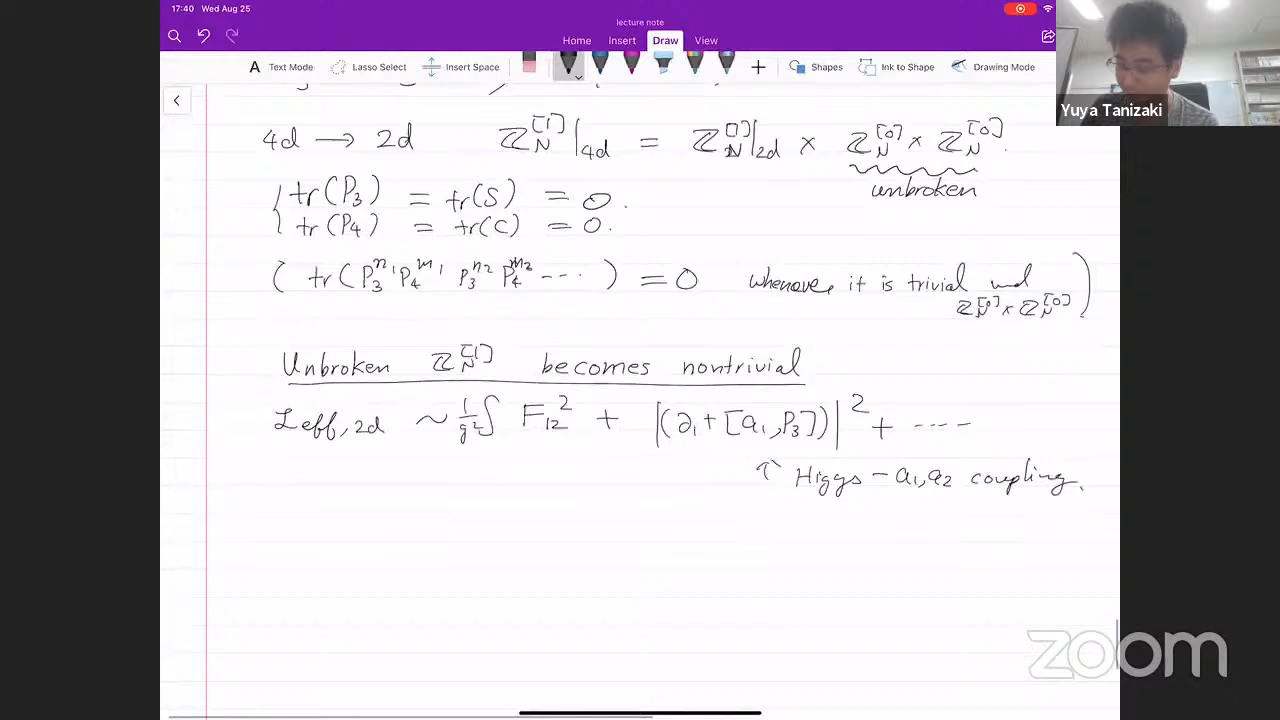 17:40 Wed Aug 25
lecture note
Home Insert Draw View
Text Mode Lasso Select Insert Space Shapes Ink to Shape Drawing Mode
Yuya Tanizaki
4d → 2d ℤ_N^[1]|_4d = ℤ_N^[1]|_2d × ℤ_N^[0] × ℤ_N^[0].
unbroken
tr(P_3) = tr(S) = 0.
tr(P_4) = tr(C) = 0.
( tr(P_3^{n_1} P_4^{m_1} P_3^{n_2} P_4^{m_2} ....) = 0 whenever it is trivial und ℤ_N^[0] × ℤ_N^[0] )
Unbroken ℤ_N^[1] becomes nontrivial
L_eff,2d ~ 1/g^2 ∫ F_12^2 + |(∂_1 + [a_1, P_3])|^2 + ....
↑ Higgs - a_1, a_2 coupling.
zoom